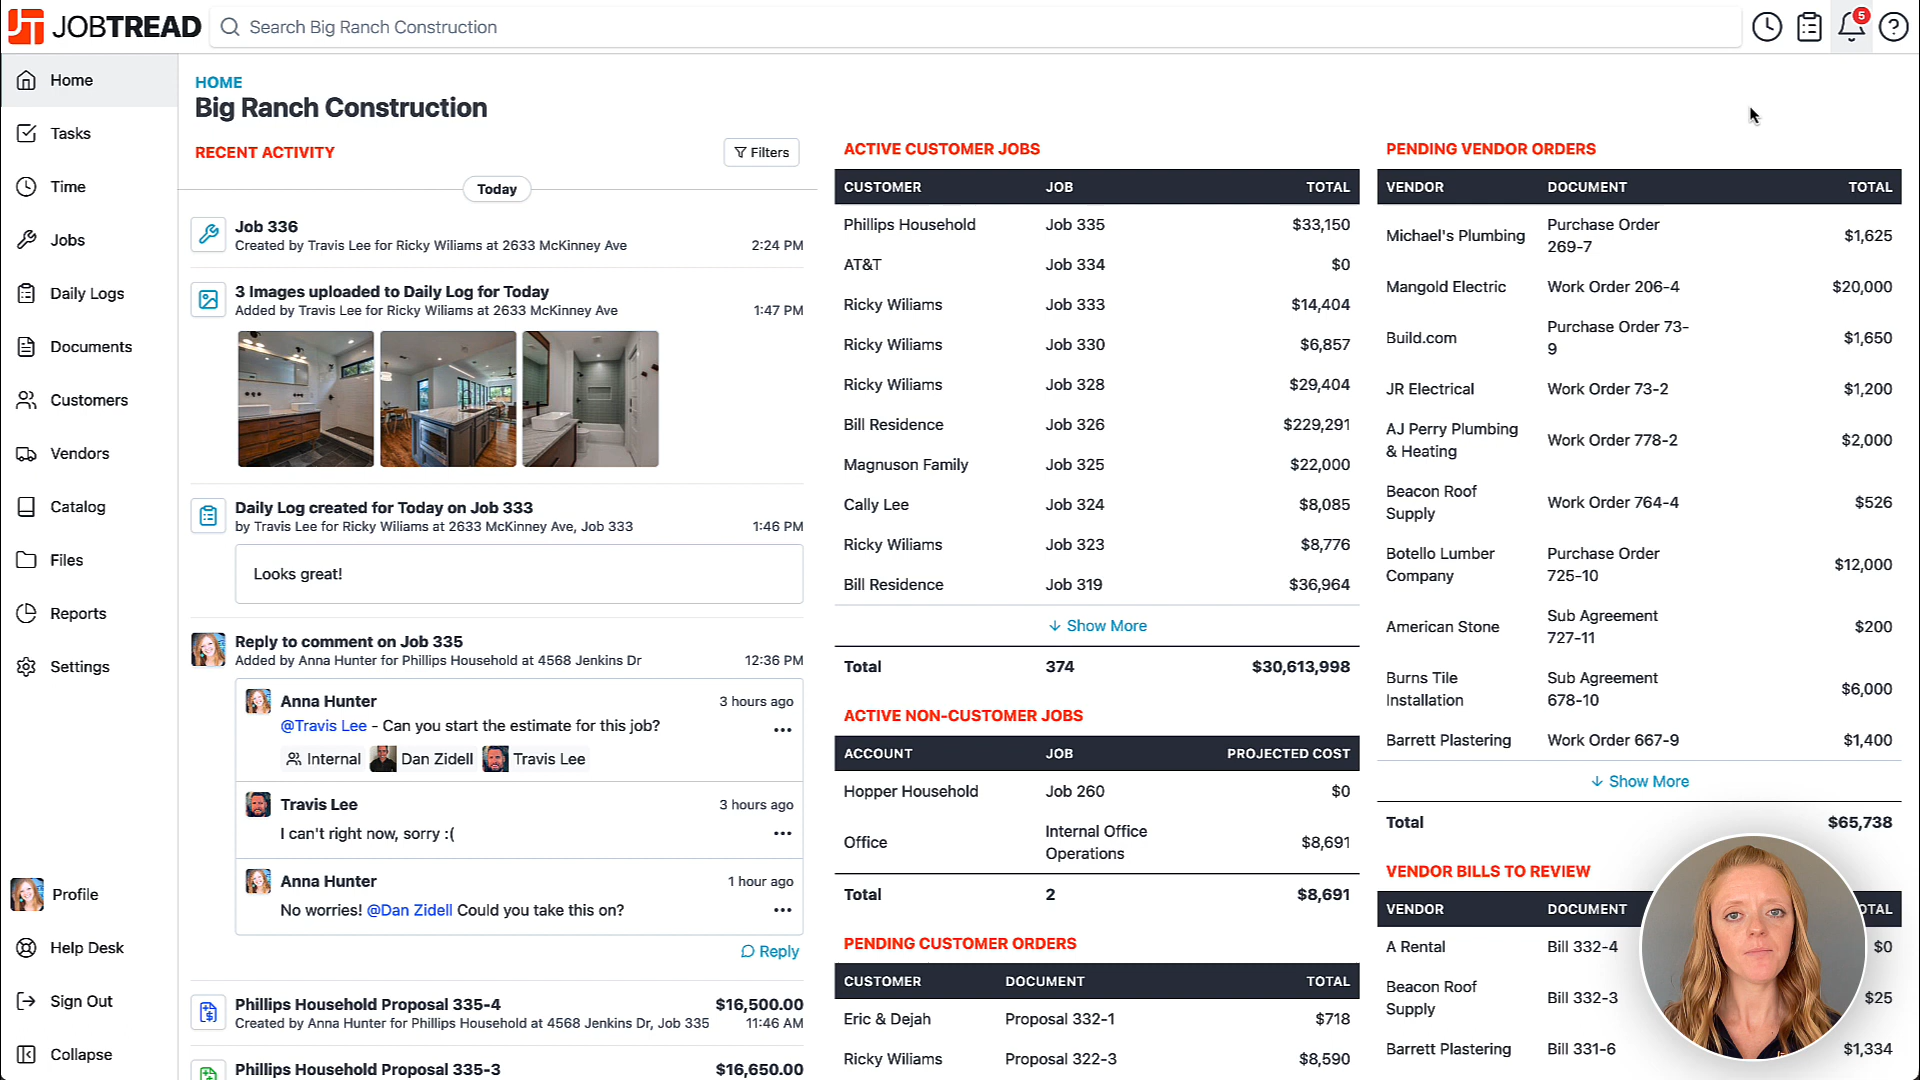 JOBTREAD
Search Big Ranch Construction
5
Home
Tasks
Time
Jobs
Daily Logs
Documents
Customers
Vendors
Catalog
Files
Reports
Settings
Profile
Help Desk
Sign Out
Collapse
HOME
Big Ranch Construction
RECENT ACTIVITY
Filters
Today
Job 336
Created by Travis Lee for Ricky Wiliams at 2633 McKinney Ave 2:24 PM
3 Images uploaded to Daily Log for Today
Added by Travis Lee for Ricky Wiliams at 2633 McKinney Ave 1:47 PM
Daily Log created for Today on Job 333
by Travis Lee for Ricky Wiliams at 2633 McKinney Ave, Job 333 1:46 PM
Looks great!
Reply to comment on Job 335
Added by Anna Hunter for Phillips Household at 4568 Jenkins Dr 12:36 PM
Anna Hunter 3 hours ago
@Travis Lee - Can you start the estimate for this job?
Internal Dan Zidell Travis Lee
Travis Lee 3 hours ago
I can't right now, sorry :(
Anna Hunter 1 hour ago
No worries! @Dan Zidell Could you take this on?
Reply
Phillips Household Proposal 335-4 $16,500.00
Created by Anna Hunter for Phillips Household at 4568 Jenkins Dr, Job 335 11:46 AM
Phillips Household Proposal 335-3 $16,650.00
ACTIVE CUSTOMER JOBS
CUSTOMER JOB TOTAL
Phillips Household Job 335 $33,150
AT&T Job 334 $0
Ricky Wiliams Job 333 $14,404
Ricky Wiliams Job 330 $6,857
Ricky Wiliams Job 328 $29,404
Bill Residence Job 326 $229,291
Magnuson Family Job 325 $22,000
Cally Lee Job 324 $8,085
Ricky Wiliams Job 323 $8,776
Bill Residence Job 319 $36,964
Show More
Total 374 $30,613,998
ACTIVE NON-CUSTOMER JOBS
ACCOUNT JOB PROJECTED COST
Hopper Household Job 260 $0
Office Internal Office Operations $8,691
Total 2 $8,691
PENDING CUSTOMER ORDERS
CUSTOMER DOCUMENT TOTAL
Eric & Dejah Proposal 332-1 $718
Ricky Wiliams Proposal 322-3 $8,590
PENDING VENDOR ORDERS
VENDOR DOCUMENT TOTAL
Michael's Plumbing Purchase Order 269-7 $1,625
Mangold Electric Work Order 206-4 $20,000
Build.com Purchase Order 73-9 $1,650
JR Electrical Work Order 73-2 $1,200
AJ Perry Plumbing & Heating Work Order 778-2 $2,000
Beacon Roof Supply Work Order 764-4 $526
Botello Lumber Company Purchase Order 725-10 $12,000
American Stone Sub Agreement 727-11 $200
Burns Tile Installation Sub Agreement 678-10 $6,000
Barrett Plastering Work Order 667-9 $1,400
Show More
Total $65,738
VENDOR BILLS TO REVIEW
VENDOR DOCUMENT OTAL
A Rental Bill 332-4 $0
Beacon Roof Supply Bill 332-3 $25
Barrett Plastering Bill 331-6 $1,334